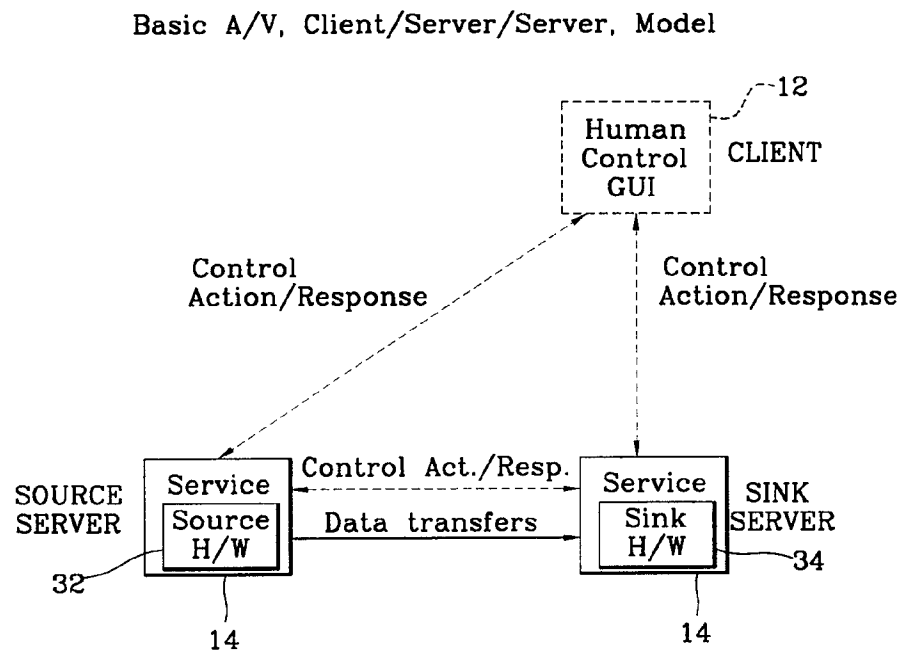 Basic A/V, Client/Server/Server, Model
12
Human
Control
GUI
CLIENT
Control
Action/Response
Control
Action/Response
SOURCE
SERVER
Service
Source
H/W
32
14
Control Act./Resp.
Data transfers
Service
Sink
H/W
SINK
SERVER
34
14